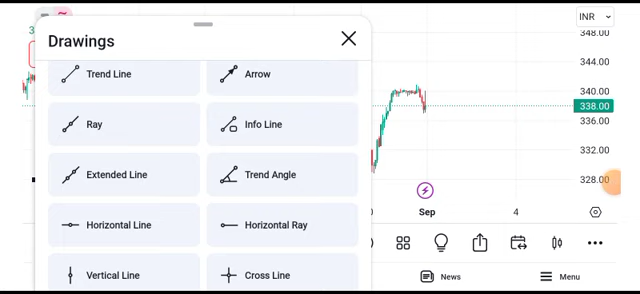 INR
348.00
Drawings
344.00
Trend Line
Arrow
340.00
338.00
Ray
Info Line
336.00
332.00
Extended Line
Trend Angle
328.00
Sep
4
Horizontal Line
Horizontal Ray
Vertical Line
Cross Line
News
Menu